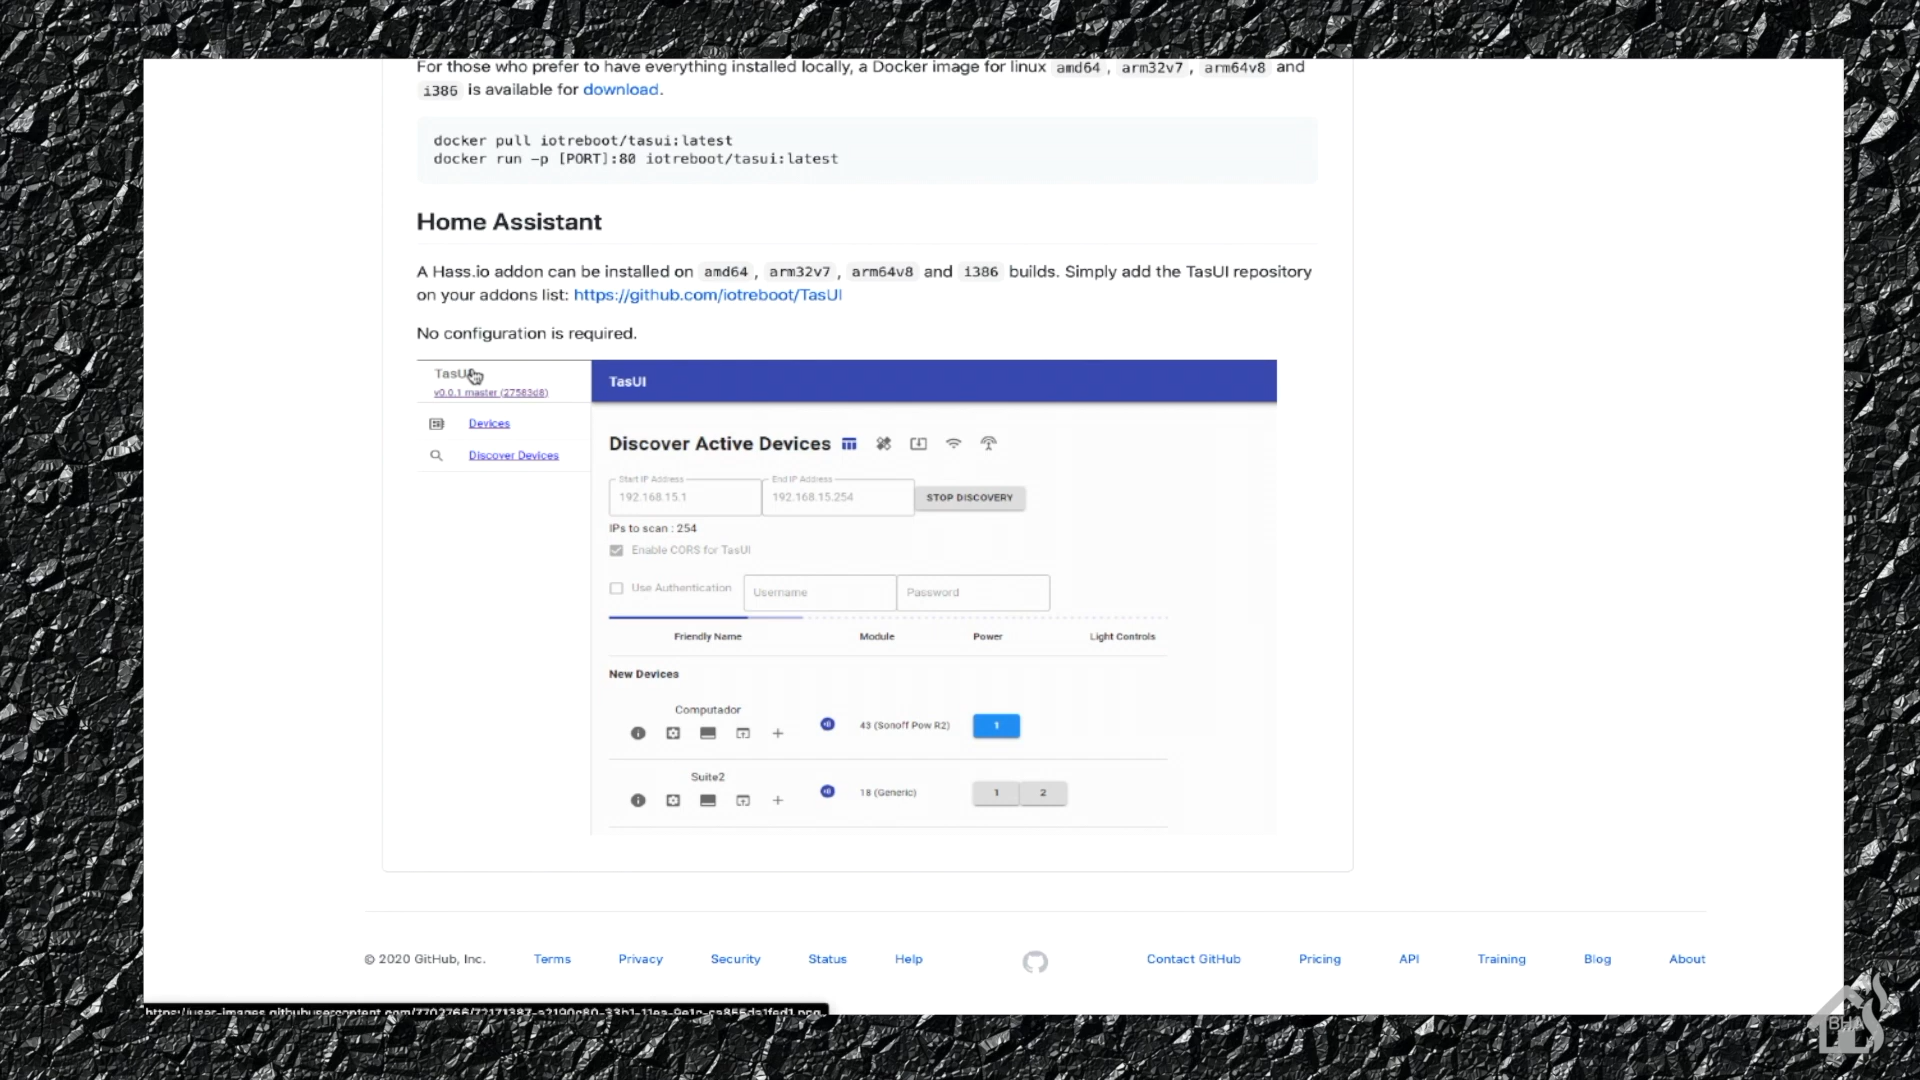 For those who prefer to have everything installed locally, a Docker image for linux amd64 , arm32v7 , arm64v8 and
i386 is available for download.
docker pull iotreboot/tasui:latest
docker run -p [PORT]:80 iotreboot/tasui:latest
Home Assistant
A Hass.io addon can be installed on amd64 , arm32v7 , arm64v8 and i386 builds. Simply add the TasUI repository
on your addons list: https://github.com/iotreboot/TasUI
No configuration is required.
TasUI
v0.0.1 master (27583d8)
TasUI
Devices
Discover Devices
Discover Active Devices
Start IP Address
End IP Address
192.168.15.1
192.168.15.254
STOP DISCOVERY
IPs to scan : 254
Enable CORS for TasUI
Use Authentication
Username
Password
Friendly Name Module Power Light Controls
New Devices
Computador
43 (Sonoff Pow R2)
1
Suite2
18 (Generic)
1 2
© 2020 GitHub, Inc. Terms Privacy Security Status Help Contact GitHub Pricing API Training Blog About